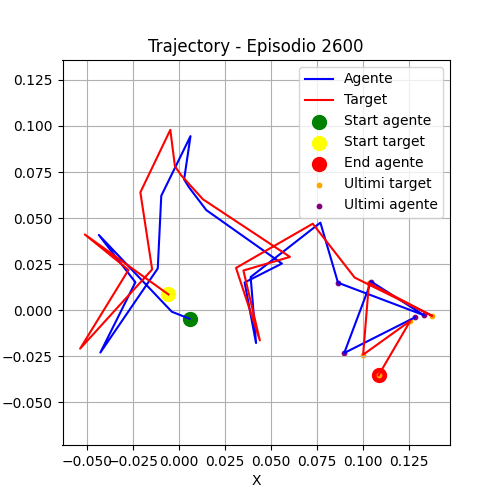 Trajectory - Episodio 2600
Agente
Target
Start agente
Start target
End agente
Ultimi target
Ultimi agente
0.125
0.100
0.075
0.050
0.025
0.000
−0.025
−0.050
−0.050 −0.025 0.000 0.025 0.050 0.075 0.100 0.125
X